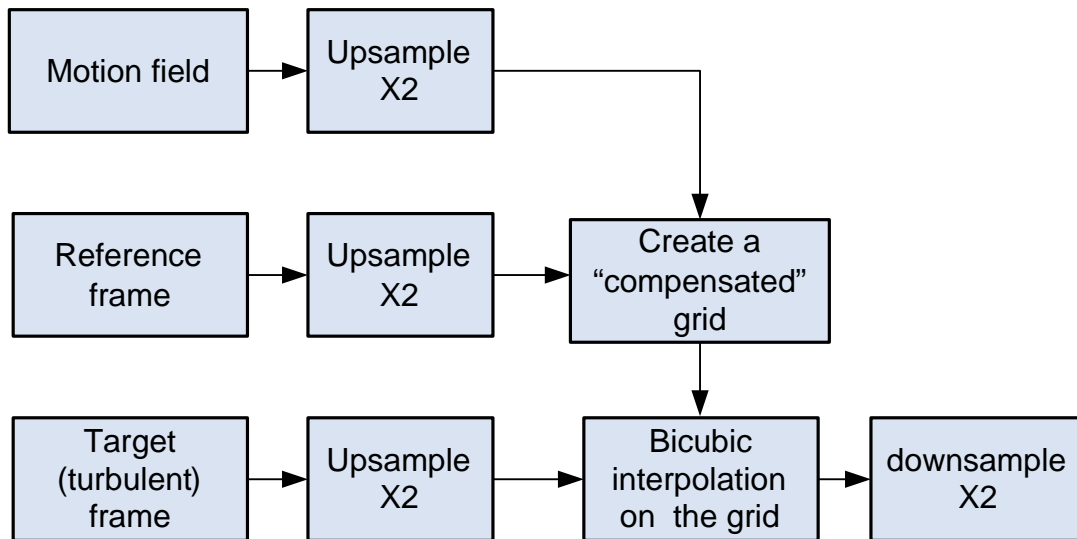 Motion field
Upsample
X2
Reference
frame
Upsample
X2
Create a
“compensated”
grid
Target
(turbulent)
frame
Upsample
X2
Bicubic
interpolation
on the grid
downsample
X2